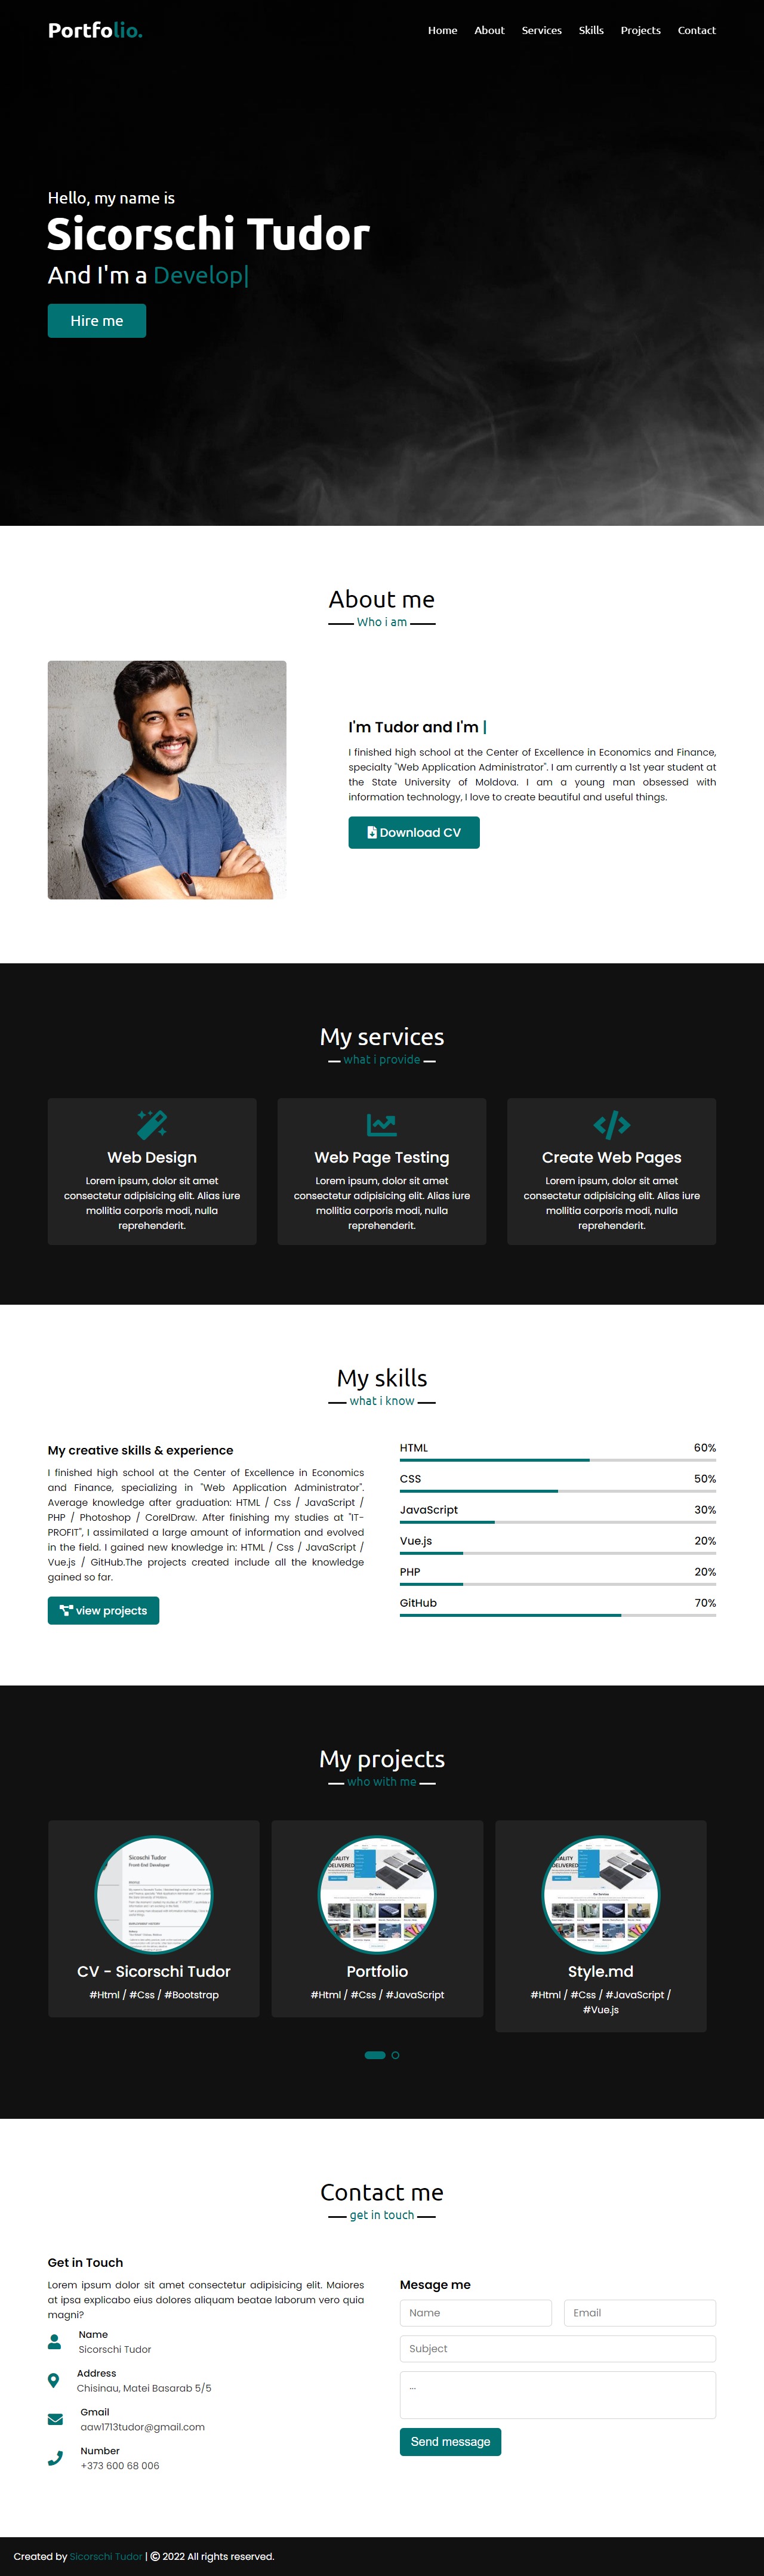 Portfolio.
Home About Services Skills Projects Contact
Hello, my name is
Sicorschi Tudor
And I'm a Develop|
Hire me
About me
Who i am
I'm Tudor and I'm |
I finished high school at the Center of Excellence in Economics and Finance,
specialty "Web Application Administrator". I am currently a 1st year student at
the State University of Moldova. I am a young man obsessed with
information technology, I love to create beautiful and useful things.
Download CV
My services
what i provide
Web Design
Lorem ipsum, dolor sit amet
consectetur adipisicing elit. Alias iure
mollitia corporis modi, nulla
reprehenderit.
Web Page Testing
Lorem ipsum, dolor sit amet
consectetur adipisicing elit. Alias iure
mollitia corporis modi, nulla
reprehenderit.
Create Web Pages
Lorem ipsum, dolor sit amet
consectetur adipisicing elit. Alias iure
mollitia corporis modi, nulla
reprehenderit.
My skills
what i know
My creative skills & experience
I finished high school at the Center of Excellence in Economics
and Finance, specializing in "Web Application Administrator".
Average knowledge after graduation: HTML / Css / JavaScript /
PHP / Photoshop / CorelDraw. After finishing my studies at "IT-
PROFIT", I assimilated a large amount of information and evolved
in the field. I gained new knowledge in: HTML / Css / JavaScript /
Vue.js / GitHub.The projects created include all the knowledge
gained so far.
view projects
HTML 60%
CSS 50%
JavaScript 30%
Vue.js 20%
PHP 20%
GitHub 70%
My projects
who with me
Sicoschi Tudor
Front-End Developer
CV - Sicorschi Tudor
#Html / #Css / #Bootstrap
DELIVERED
Our Services
Portfolio
#Html / #Css / #JavaScript
DELIVERED
Our Services
Style.md
#Html / #Css / #JavaScript /
#Vue.js
Contact me
get in touch
Get in Touch
Lorem ipsum dolor sit amet consectetur adipisicing elit. Maiores
at ipsa explicabo eius dolores aliquam beatae laborum vero quia
magni?
Name
Sicorschi Tudor
Address
Chisinau, Matei Basarab 5/5
Gmail
aaw1713tudor@gmail.com
Number
+373 600 68 006
Mesage me
Name
Email
Subject
...
Send message
Created by Sicorschi Tudor | © 2022 All rights reserved.